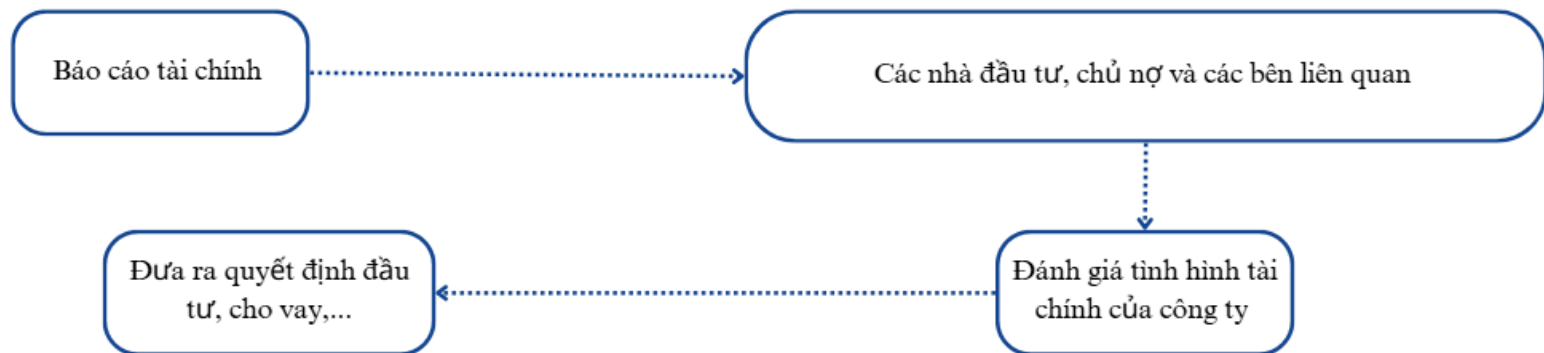 Báo cáo tài chính
Các nhà đầu tư, chủ nợ và các bên liên quan
Đánh giá tình hình tài
chính của công ty
Đưa ra quyết định đầu
tư, cho vay,...